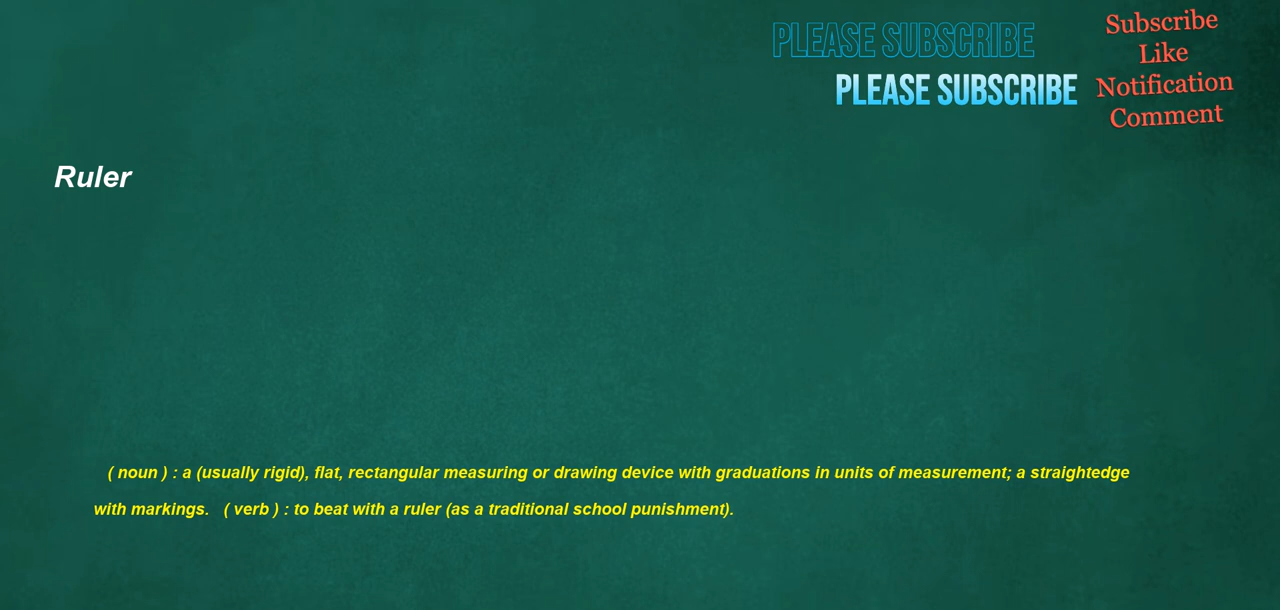 PLEASE SUBSCRIBE
PLEASE SUBSCRIBE
Subscribe
Like
Notification
Comment
Ruler
( noun ) : a (usually rigid), flat, rectangular measuring or drawing device with graduations in units of measurement; a straightedge
with markings.   ( verb ) : to beat with a ruler (as a traditional school punishment).